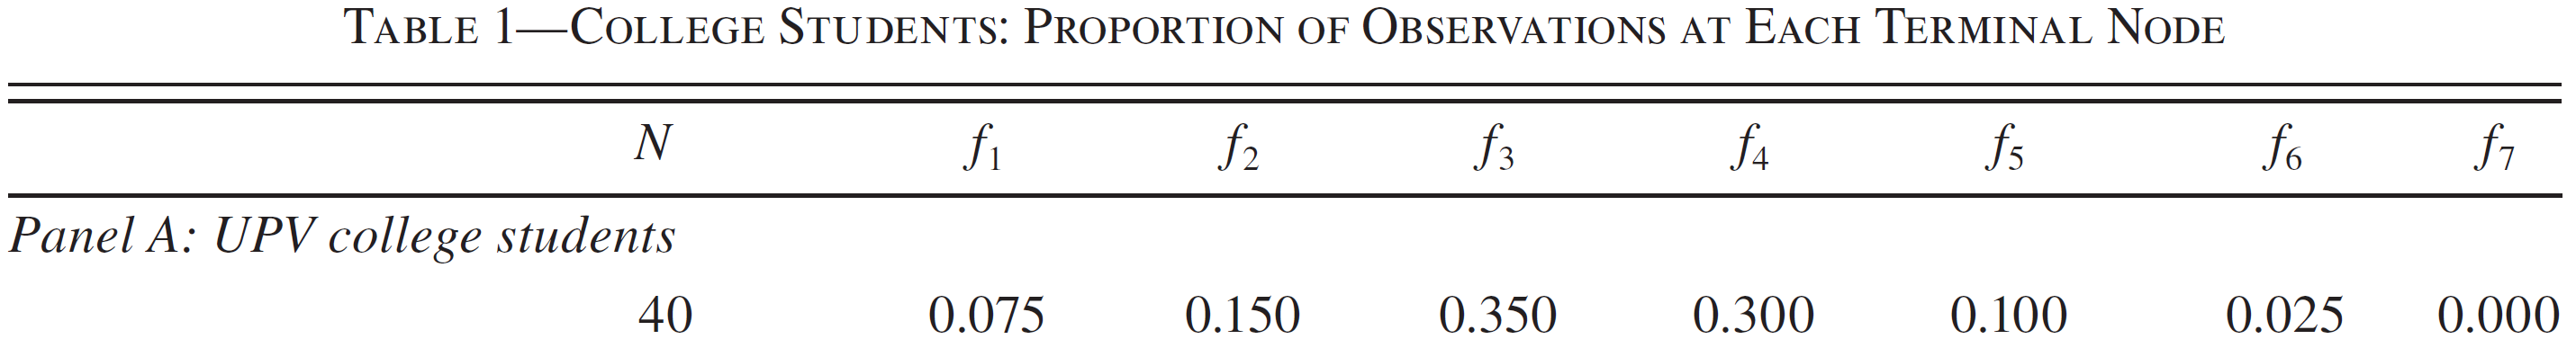 TABLE 1—COLLEGE STUDENTS: PROPORTION OF OBSERVATIONS AT EACH TERMINAL NODE
N f1 f2 f3 f4 f5 f6 f7
Panel A: UPV college students
40 0.075 0.150 0.350 0.300 0.100 0.025 0.000